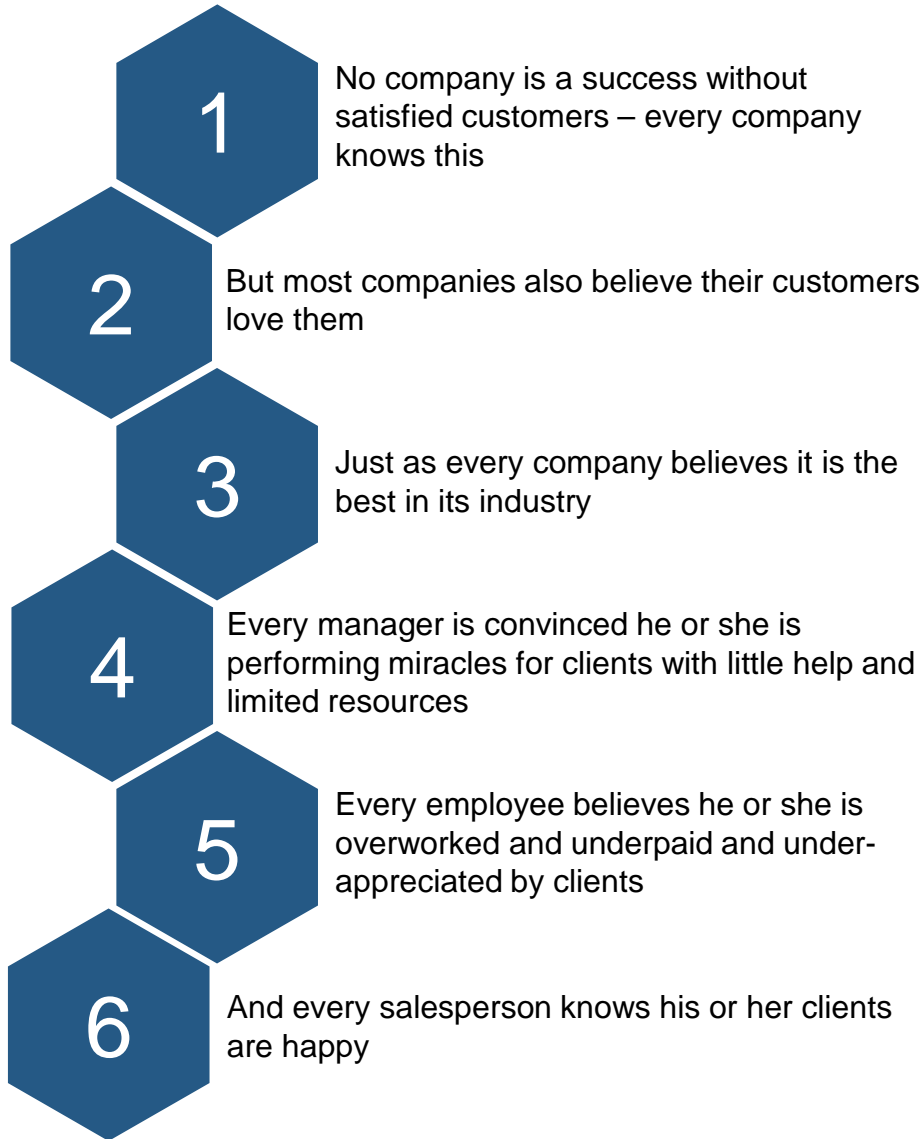 1
No company is a success without
satisfied customers – every company
knows this
2
But most companies also believe their customers
love them
3
Just as every company believes it is the
best in its industry
4
Every manager is convinced he or she is
performing miracles for clients with little help and
limited resources
5
Every employee believes he or she is
overworked and underpaid and under-
appreciated by clients
6
And every salesperson knows his or her clients
are happy